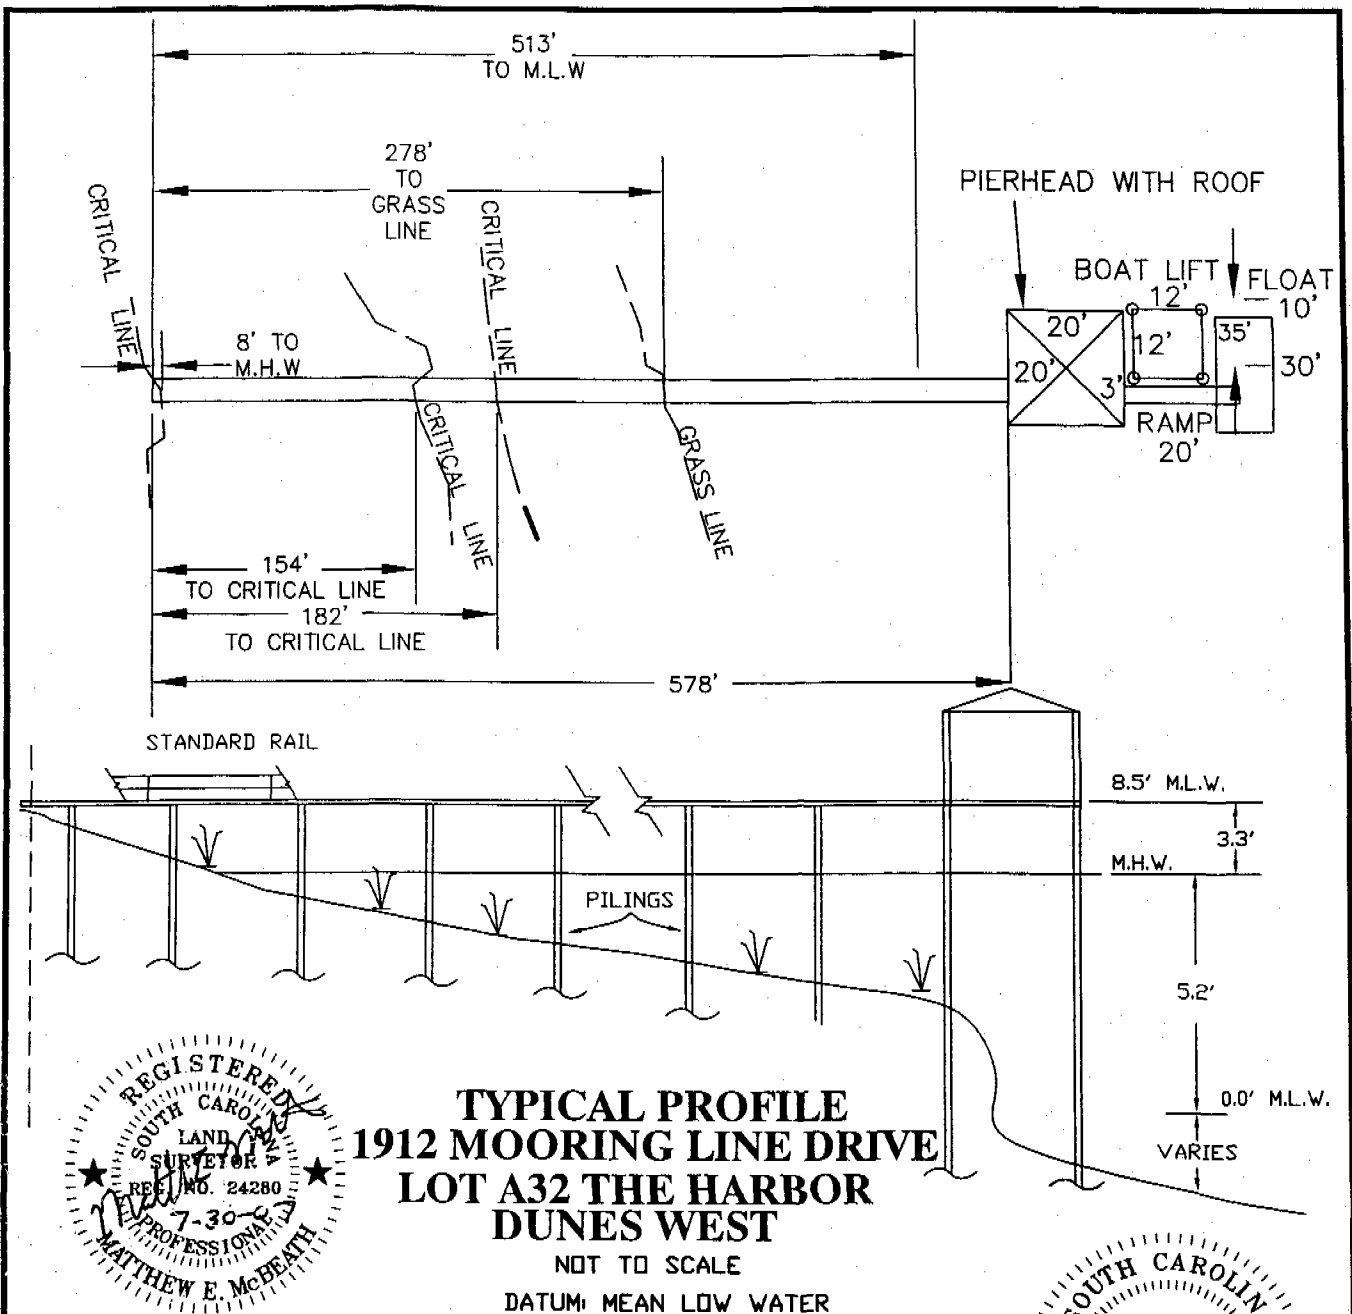 513'
TO M.L.W
278'
TO
GRASS
LINE
CRITICAL LINE
CRITICAL LINE
PIERHEAD WITH ROOF
BOAT LIFT
FLOAT
12'
10'
20'
12'
35'
8' TO
M.H.W
20'
3'
30'
RAMP
20'
CRITICAL LINE
GRASS LINE
154'
TO CRITICAL LINE
182'
TO CRITICAL LINE
578'
STANDARD RAIL
8.5' M.L.W.
3.3'
M.H.W.
PILINGS
5.2'
0.0' M.L.W.
VARIES
REGISTERED
SOUTH CAROLINA
LAND
SURVEYOR
REG. NO. 24280
7-30-
PROFESSIONAL
MATTHEW E. McBEATH
TYPICAL PROFILE
1912 MOORING LINE DRIVE
LOT A32 THE HARBOR
DUNES WEST
NOT TO SCALE
DATUM: MEAN LOW WATER
OUTH CAROLIN